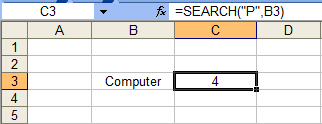 C3 fx =SEARCH("P",B3)
A B C D
1
2
3 Computer 4
4
5